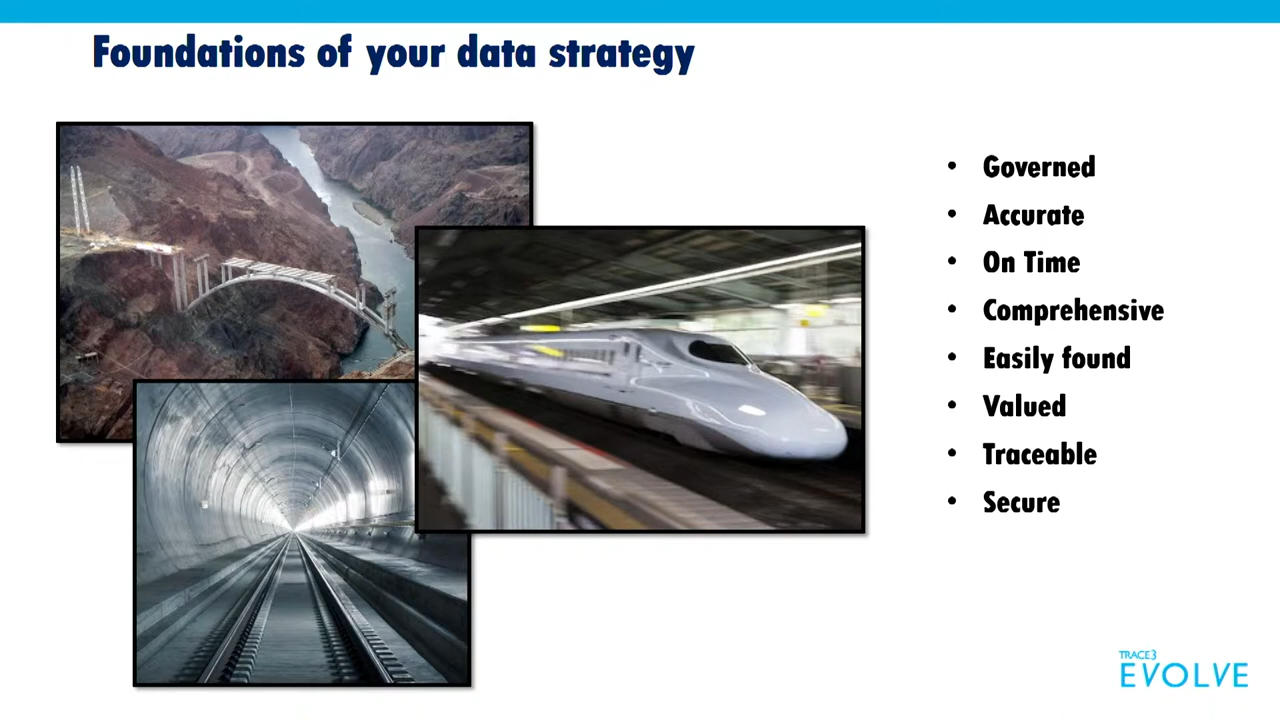 Foundations of your data strategy
• Governed
• Accurate
• On Time
• Comprehensive
• Easily found
• Valued
• Traceable
• Secure
TRACE3
EVOLVE